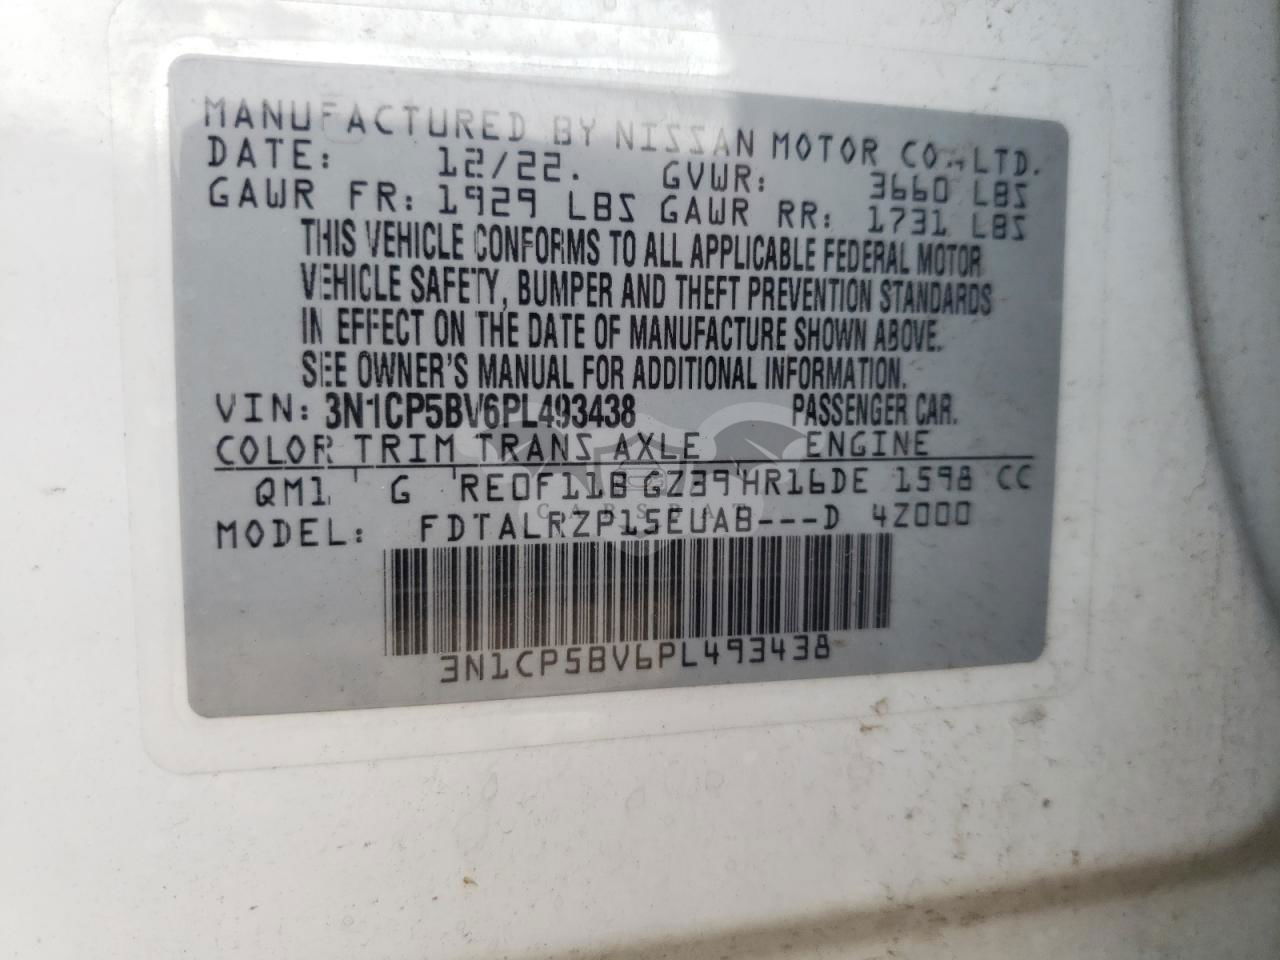 MANUFACTURED BY NISSAN MOTOR CO., LTD.
DATE: 12/22. GVWR: 3660 LBS
GAWR FR: 1929 LBS GAWR RR: 1731 LBS
THIS VEHICLE CONFORMS TO ALL APPLICABLE FEDERAL MOTOR
VEHICLE SAFETY, BUMPER AND THEFT PREVENTION STANDARDS
IN EFFECT ON THE DATE OF MANUFACTURE SHOWN ABOVE.
SEE OWNER'S MANUAL FOR ADDITIONAL INFORMATION.
VIN: 3N1CP5BV6PL493438 PASSENGER CAR.
COLOR TRIM TRANS AXLE ENGINE
QM1 G RE0F11B GZ39 HR16DE 1598 CC
CARSBAT
MODEL: FDTALRZP15EUAB---D 4Z000
3N1CP5BV6PL493438